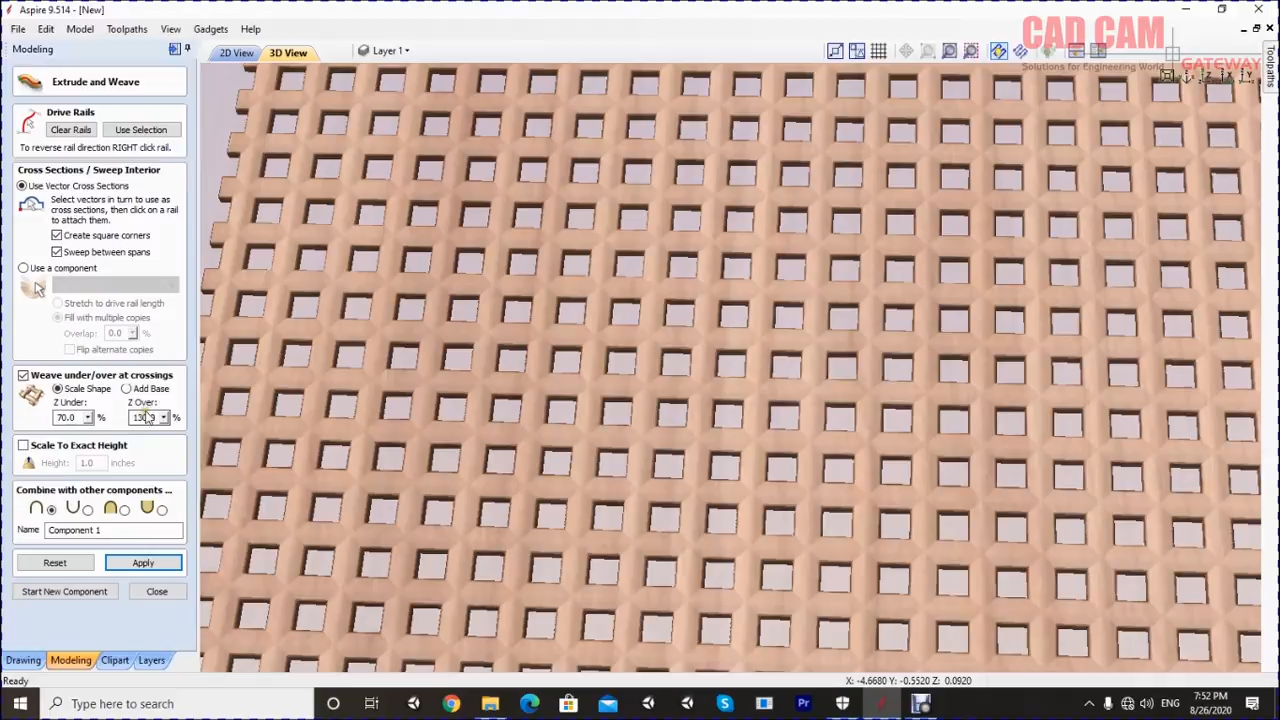 Aspire 9.514 - [New]
File Edit Model Toolpaths View Gadgets Help
CAD CAM
Solutions for Engineering World
GATEWAY
Modeling
2D View 3D View Layer 1
Toolpaths
Extrude and Weave
Drive Rails
Clear Rails Use Selection
To reverse rail direction RIGHT click rail.
Cross Sections / Sweep Interior
Use Vector Cross Sections
Select vectors in turn to use as
cross sections, then click on a rail
to attach them.
Create square corners
Sweep between spans
Use a component
Stretch to drive rail length
Fill with multiple copies
Overlap: 0.0 %
Flip alternate copies
Weave under/over at crossings
Scale Shape Add Base
Z Under: Z Over:
70.0 % %
Scale To Exact Height
Height: 1.0 inches
Combine with other components ...
Name Component 1
Reset Apply
Start New Component Close
Drawing Modeling Clipart Layers
Ready X: -4.6680 Y: -0.5520 Z: 0.0920
Type here to search
ENG
7:52 PM
8/26/2020